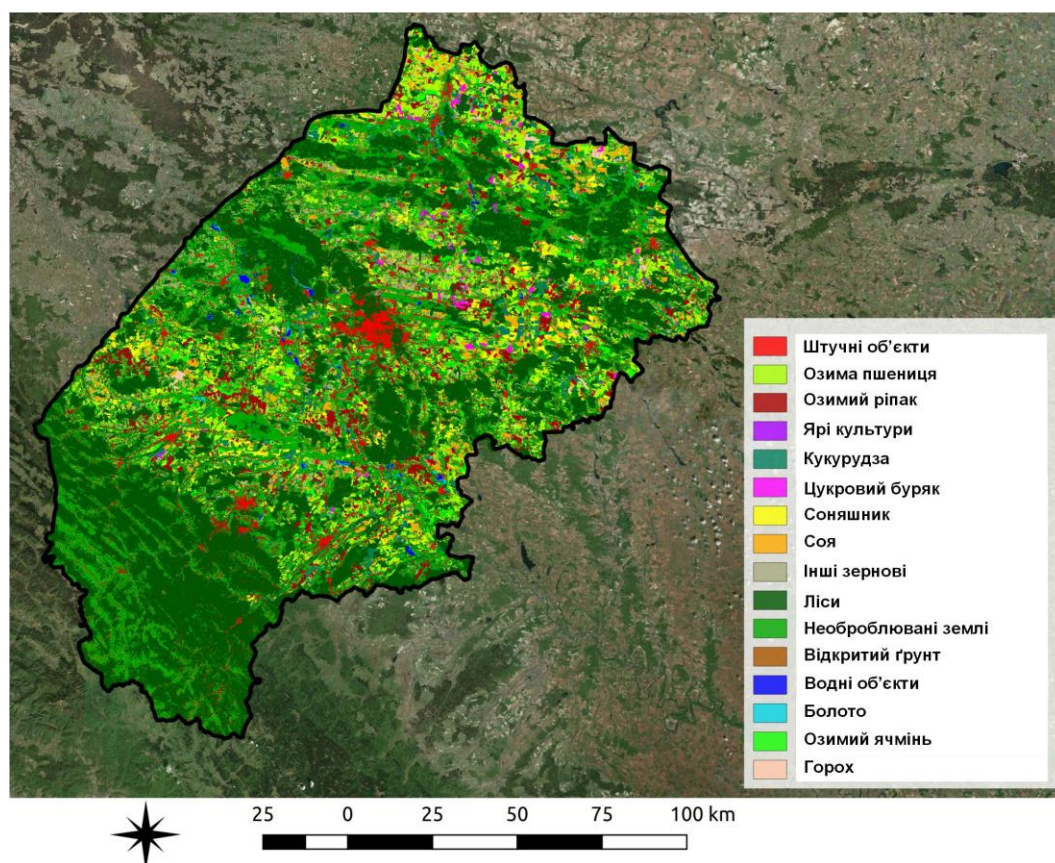 Штучні об’єкти
Озима пшениця
Озимий ріпак
Ярі культури
Кукурудза
Цукровий буряк
Соняшник
Соя
Інші зернові
Ліси
Необроблювані землі
Відкритий ґрунт
Водні об’єкти
Болото
Озимий ячмінь
Горох
25 0 25 50 75 100 km